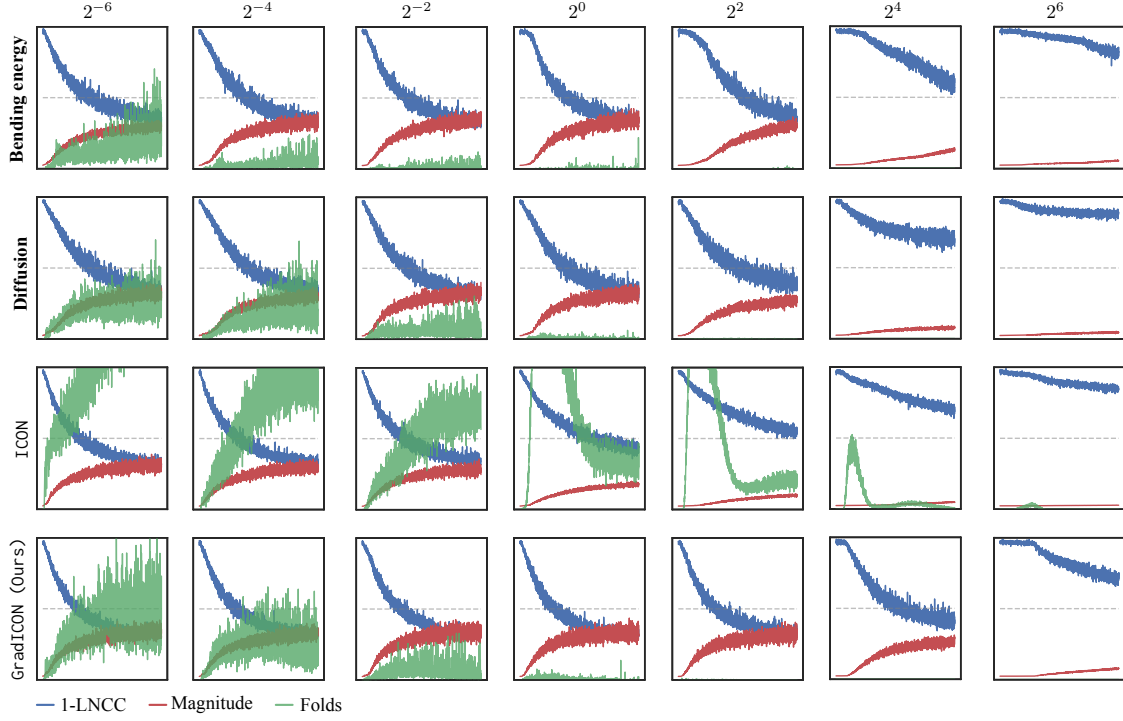 2^{-6} 2^{-4} 2^{-2} 2^0 2^2 2^4 2^6
Bending energy
Diffusion
ICON
GradICON (Ours)
1-LNCC Magnitude Folds